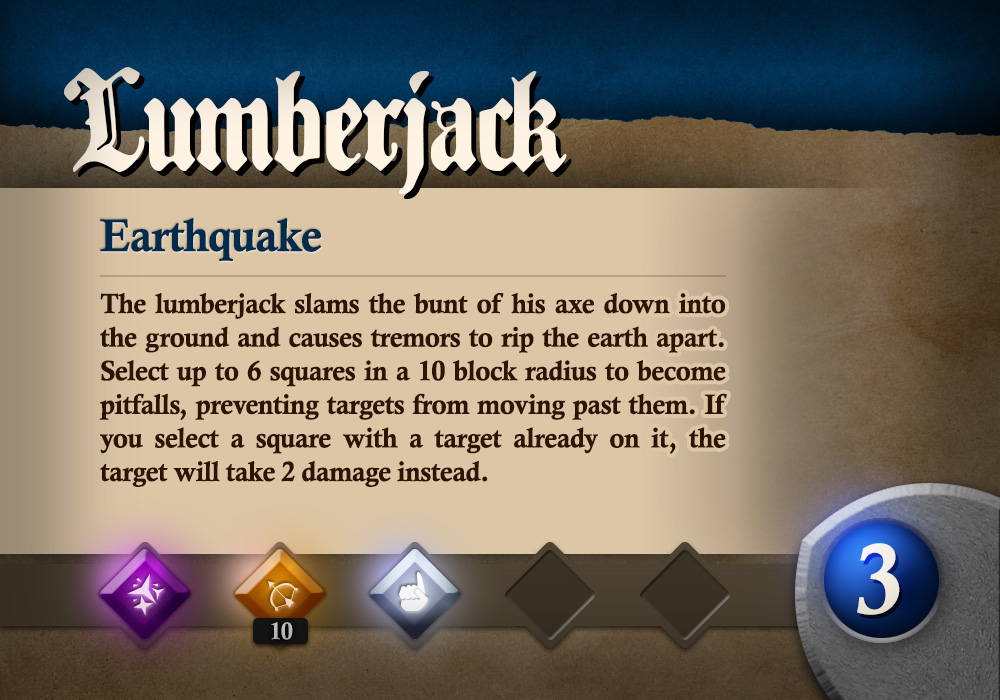 Lumberjack
Earthquake
The lumberjack slams the bunt of his axe down into
the ground and causes tremors to rip the earth apart.
Select up to 6 squares in a 10 block radius to become
pitfalls, preventing targets from moving past them. If
you select a square with a target already on it, the
target will take 2 damage instead.
10
3